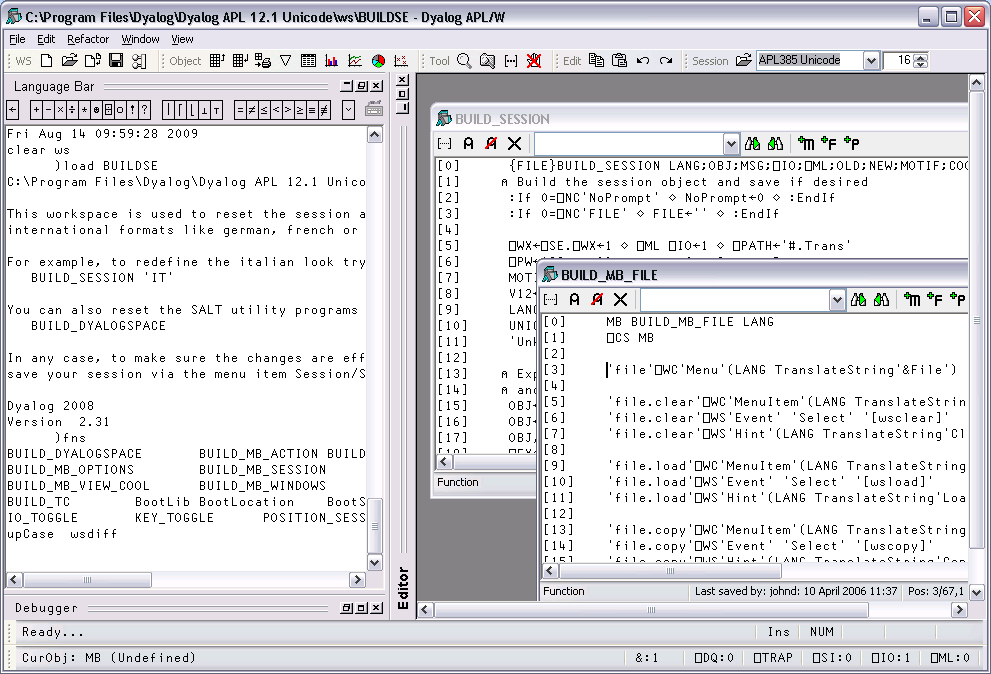 C:\Program Files\Dyalog\Dyalog APL 12.1 Unicode\ws\BUILDSE - Dyalog APL/W
File Edit Refactor Window View
WS Object Tool Edit Session APL385 Unicode 16
Language Bar
← + - × ÷ * ⍟ ⌹ ○ ! ? | ⌈ ⌊ ⊥ ⊤ = ≠ ≤ < > ≥ ≡ ≢ ˅
Fri Aug 14 09:59:28 2009
clear ws
)load BUILDSE
C:\Program Files\Dyalog\Dyalog APL 12.1 Unico
This workspace is used to reset the session a
international formats like german, french or
For example, to redefine the italian look try
BUILD_SESSION 'IT'
You can also reset the SALT utility programs
BUILD_DYALOGSPACE
In any case, to make sure the changes are eff
save your session via the menu item Session/S
Dyalog 2008
Version 2.31
)fns
BUILD_DYALOGSPACE BUILD_MB_ACTION BUILD
BUILD_MB_OPTIONS BUILD_MB_SESSION
BUILD_MB_VIEW_COOL BUILD_MB_WINDOWS
BUILD_TC BootLib BootLocation BootS
IO_TOGGLE KEY_TOGGLE POSITION_SESS
upCase wsdiff
Debugger
Editor
BUILD_SESSION
[0] {FILE}BUILD_SESSION LANG;OBJ;MSG;⎕IO;⎕ML;OLD;NEW;MOTIF;COO
[1] ⍝ Build the session object and save if desired
[2] :If 0=⎕NC'NoPrompt' ⋄ NoPrompt←0 ⋄ :EndIf
[3] :If 0=⎕NC'FILE' ⋄ FILE←'' ⋄ :EndIf
[4]
[5] ⎕WX←⎕SE.⎕WX←1 ⋄ ⎕ML ⎕IO←1 ⋄ ⎕PATH←'#.Trans'
[6] ⎕PW←
[7] MOT
[8] V12←
[9] LANG
[10] UNIC
[11] 'Unk
[12]
[13] ⍝ Exp
[14] ⍝ and
[15] OBJ←
[16] OBJ←
[17] OBJ,
Function
BUILD_MB_FILE
[0] MB BUILD_MB_FILE LANG
[1] ⎕CS MB
[2]
[3] 'file'⎕WC'Menu'(LANG TranslateString'&File')
[4]
[5] 'file.clear'⎕WC'MenuItem'(LANG TranslateStrin
[6] 'file.clear'⎕WS'Event' 'Select' '[wsclear]'
[7] 'file.clear'⎕WS'Hint'(LANG TranslateString'Cl
[8]
[9] 'file.load'⎕WC'MenuItem'(LANG TranslateString
[10] 'file.load'⎕WS'Event' 'Select' '[wsload]'
[11] 'file.load'⎕WS'Hint'(LANG TranslateString'Loa
[12]
[13] 'file.copy'⎕WC'MenuItem'(LANG TranslateString
[14] 'file.copy'⎕WS'Event' 'Select' '[wscopy]'
[15] 'file.copy'⎕WS'Hint'(LANG TranslateString'Cop
Function Last saved by: johnd: 10 April 2006 11:37 Pos: 3/67,1
Ready... Ins NUM
CurObj: MB (Undefined) &:1 ⎕DQ:0 ⎕TRAP ⎕SI:0 ⎕IO:1 ⎕ML:0